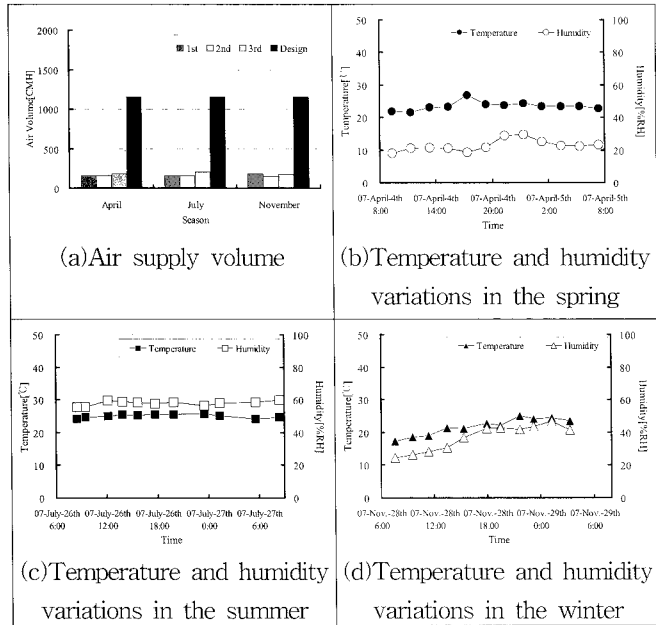 1st 2nd 3rd Design
Air Volume[CMH]
2000
1500
1000
500
0
April July November
Season
(a)Air supply volume
Temperature Humidity
Temperature[℃]
Humidity[%RH]
50 100
40 80
30 60
20 40
10 20
0 0
07-April-4th 07-April-4th 07-April-4th 07-April-5th 07-April-5th
8:00 14:00 20:00 2:00 8:00
Time
(b)Temperature and humidity
variations in the spring
Temperature Humidity
Temperature[℃]
Humidity[%RH]
50 100
40 80
30 60
20 40
10 20
0 0
07-July-26th 07-July-26th 07-July-26th 07-July-27th 07-July-27th
6:00 12:00 18:00 0:00 6:00
Time
(c)Temperature and humidity
variations in the summer
Temperature Humidity
Temperature[℃]
Humidity[%RH]
50 100
40 80
30 60
20 40
10 20
0 0
07-Nov.-28th 07-Nov.-28th 07-Nov.-28th 07-Nov.-29th 07-Nov.-29th
6:00 12:00 18:00 0:00 6:00
Time
(d)Temperature and humidity
variations in the winter